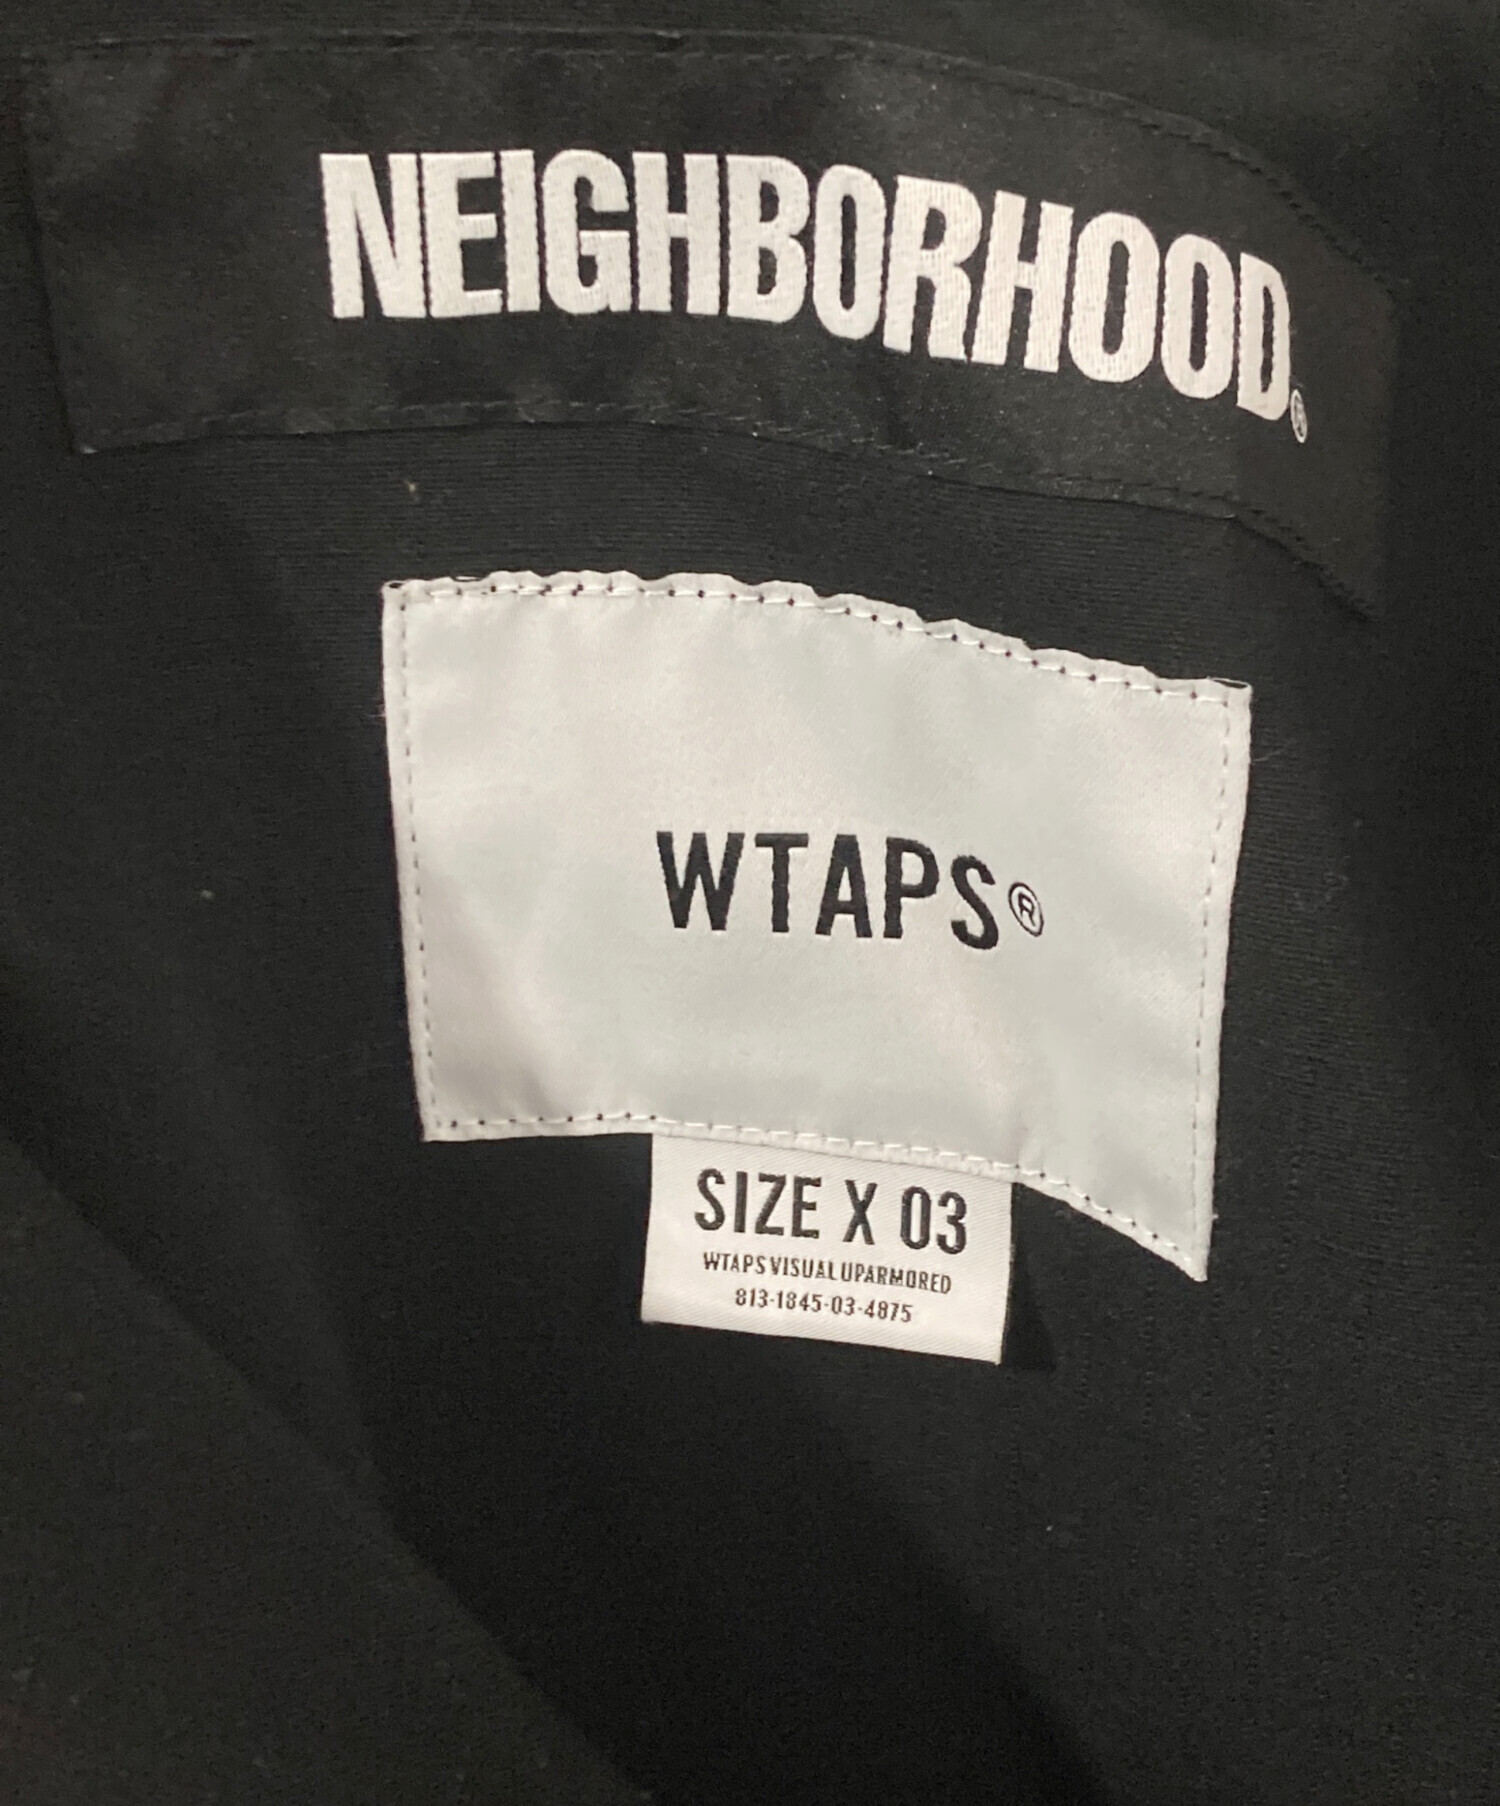 NEIGHBORHOOD®
WTAPS®
SIZE X 03
WTAPS VISUAL UPARMORED
813-1845-03-4875